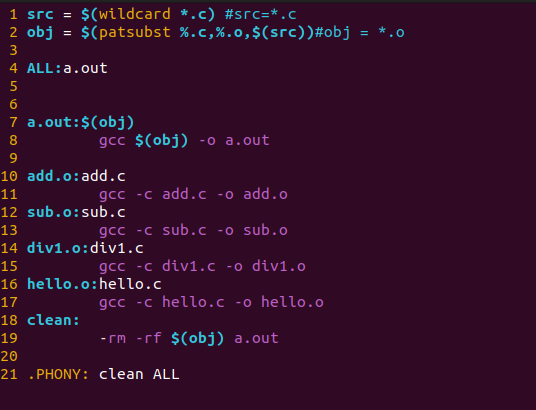 1 src = $(wildcard *.c) #src=*.c
2 obj = $(patsubst %.c,%.o,$(src))#obj = *.o
3
4 ALL:a.out
5
6
7 a.out:$(obj)
8         gcc $(obj) -o a.out
9
10 add.o:add.c
11         gcc -c add.c -o add.o
12 sub.o:sub.c
13         gcc -c sub.c -o sub.o
14 div1.o:div1.c
15         gcc -c div1.c -o div1.o
16 hello.o:hello.c
17         gcc -c hello.c -o hello.o
18 clean:
19         -rm -rf $(obj) a.out
20
21 .PHONY: clean ALL